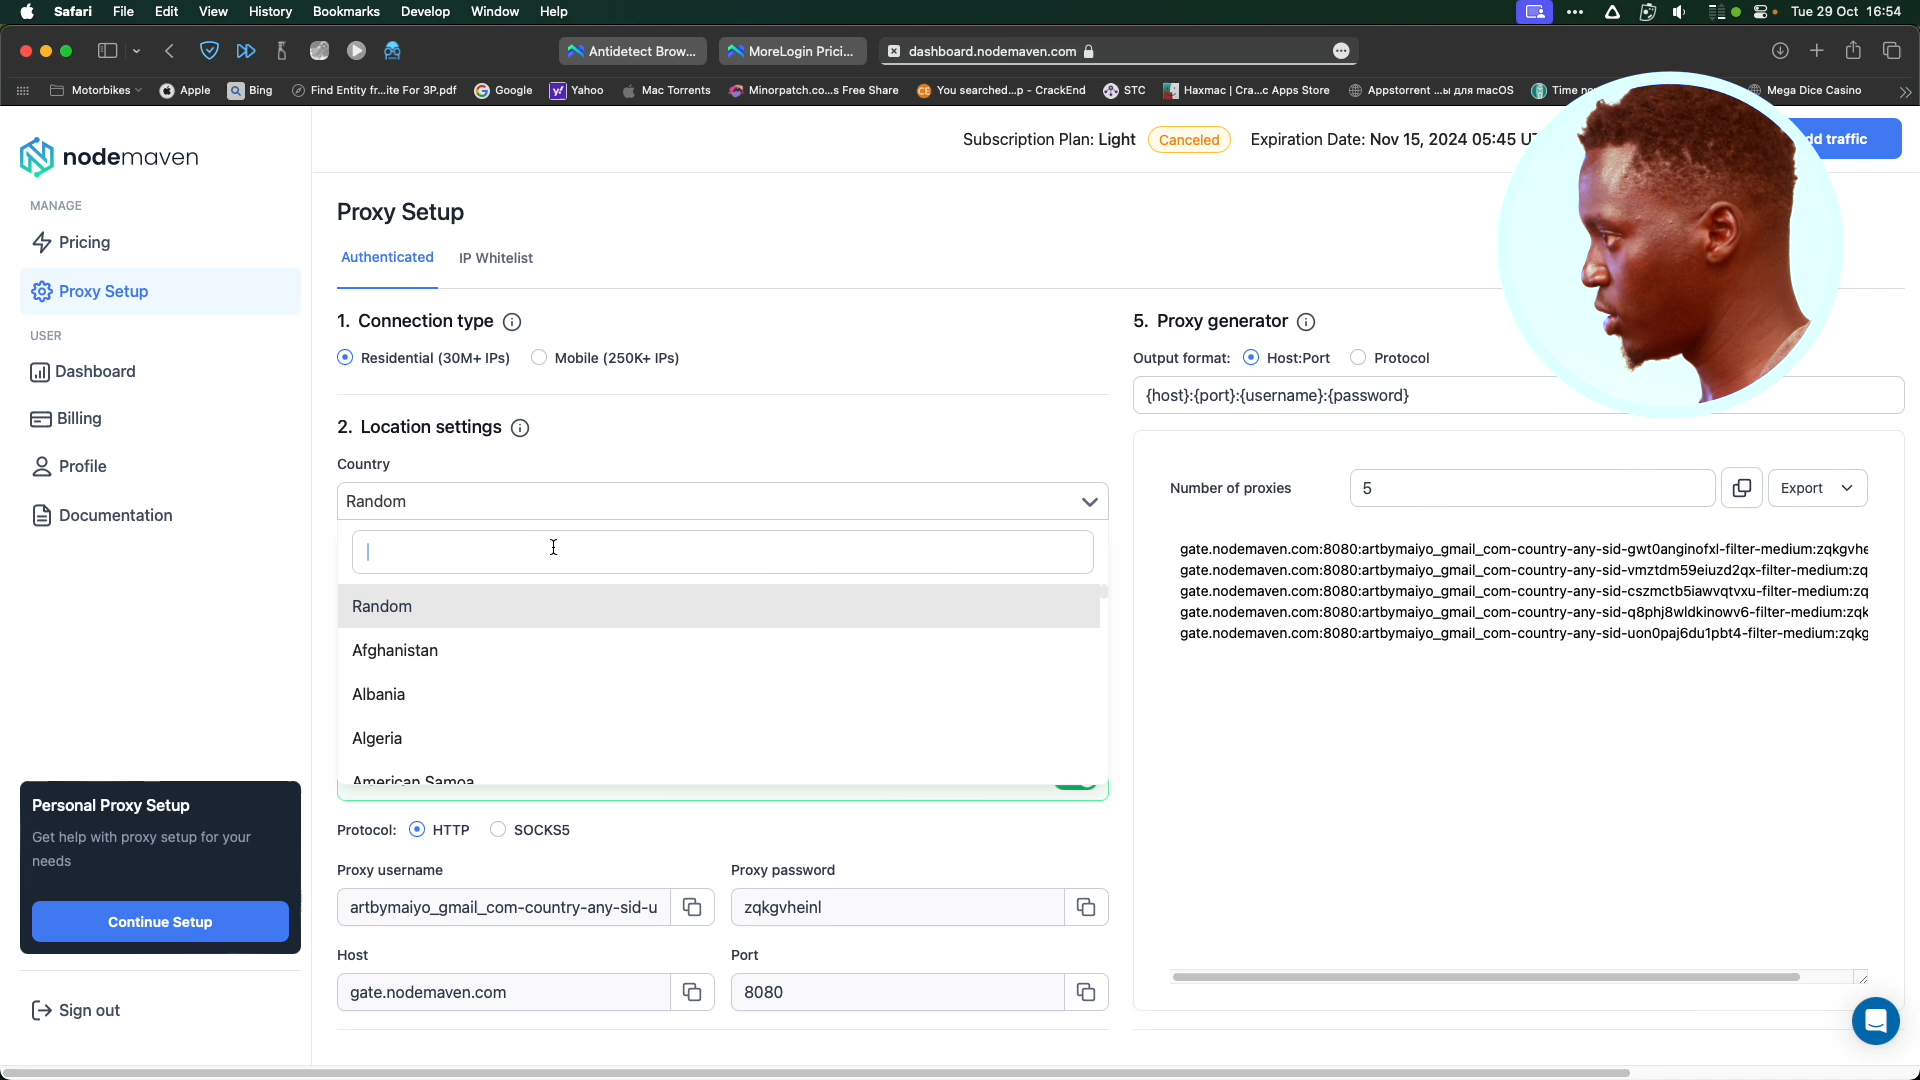 Safari File Edit View History Bookmarks Develop Window Help Tue 29 Oct 16:54
Antidetect Brow... MoreLogin Prici... dashboard.nodemaven.com
Motorbikes Apple Bing Find Entity fr...ite For 3P.pdf Google Yahoo Mac Torrents Minorpatch.co...s Free Share You searched...p - CrackEnd STC Haxmac | Cra...c Apps Store Appstorrent ...ы для macOS Mega Dice Casino
nodemaven
Subscription Plan: Light Canceled Expiration Date: Nov 15, 2024 05:45 traffic
MANAGE
Pricing
Proxy Setup
USER
Dashboard
Billing
Profile
Documentation
Personal Proxy Setup
Get help with proxy setup for your
needs
Continue Setup
Sign out
Proxy Setup
Authenticated IP Whitelist
1. Connection type
Residential (30M+ IPs) Mobile (250K+ IPs)
2. Location settings
Country
Random
Random
Afghanistan
Albania
Algeria
American Samoa
Protocol: HTTP SOCKS5
Proxy username Proxy password
artbymaiyo_gmail_com-country-any-sid-u zqkgvheinl
Host Port
gate.nodemaven.com 8080
5. Proxy generator
Output format: Host:Port Protocol
{host}:{port}:{username}:{password}
Number of proxies 5 Export
gate.nodemaven.com:8080:artbymaiyo_gmail_com-country-any-sid-gwt0anginofxl-filter-medium:zqkgvhe
gate.nodemaven.com:8080:artbymaiyo_gmail_com-country-any-sid-vmztdm59eiuzd2qx-filter-medium:zq
gate.nodemaven.com:8080:artbymaiyo_gmail_com-country-any-sid-cszmctb5iawvqtvxu-filter-medium:zq
gate.nodemaven.com:8080:artbymaiyo_gmail_com-country-any-sid-q8phj8wldkinowv6-filter-medium:zqk
gate.nodemaven.com:8080:artbymaiyo_gmail_com-country-any-sid-uon0paj6du1pbt4-filter-medium:zqkg